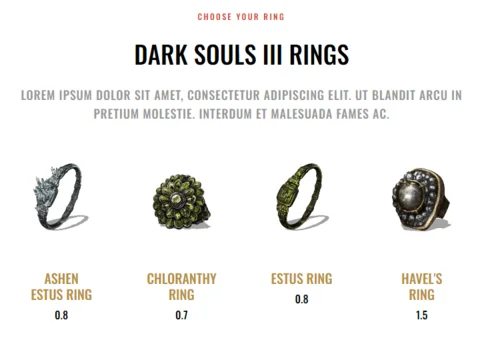 CHOOSE YOUR RING
DARK SOULS III RINGS
LOREM IPSUM DOLOR SIT AMET, CONSECTETUR ADIPISCING ELIT. UT BLANDIT ARCU IN
PRETIUM MOLESTIE. INTERDUM ET MALESUADA FAMES AC.
ASHEN
ESTUS RING
0.8
CHLORANTHY
RING
0.7
ESTUS RING
0.8
HAVEL'S
RING
1.5